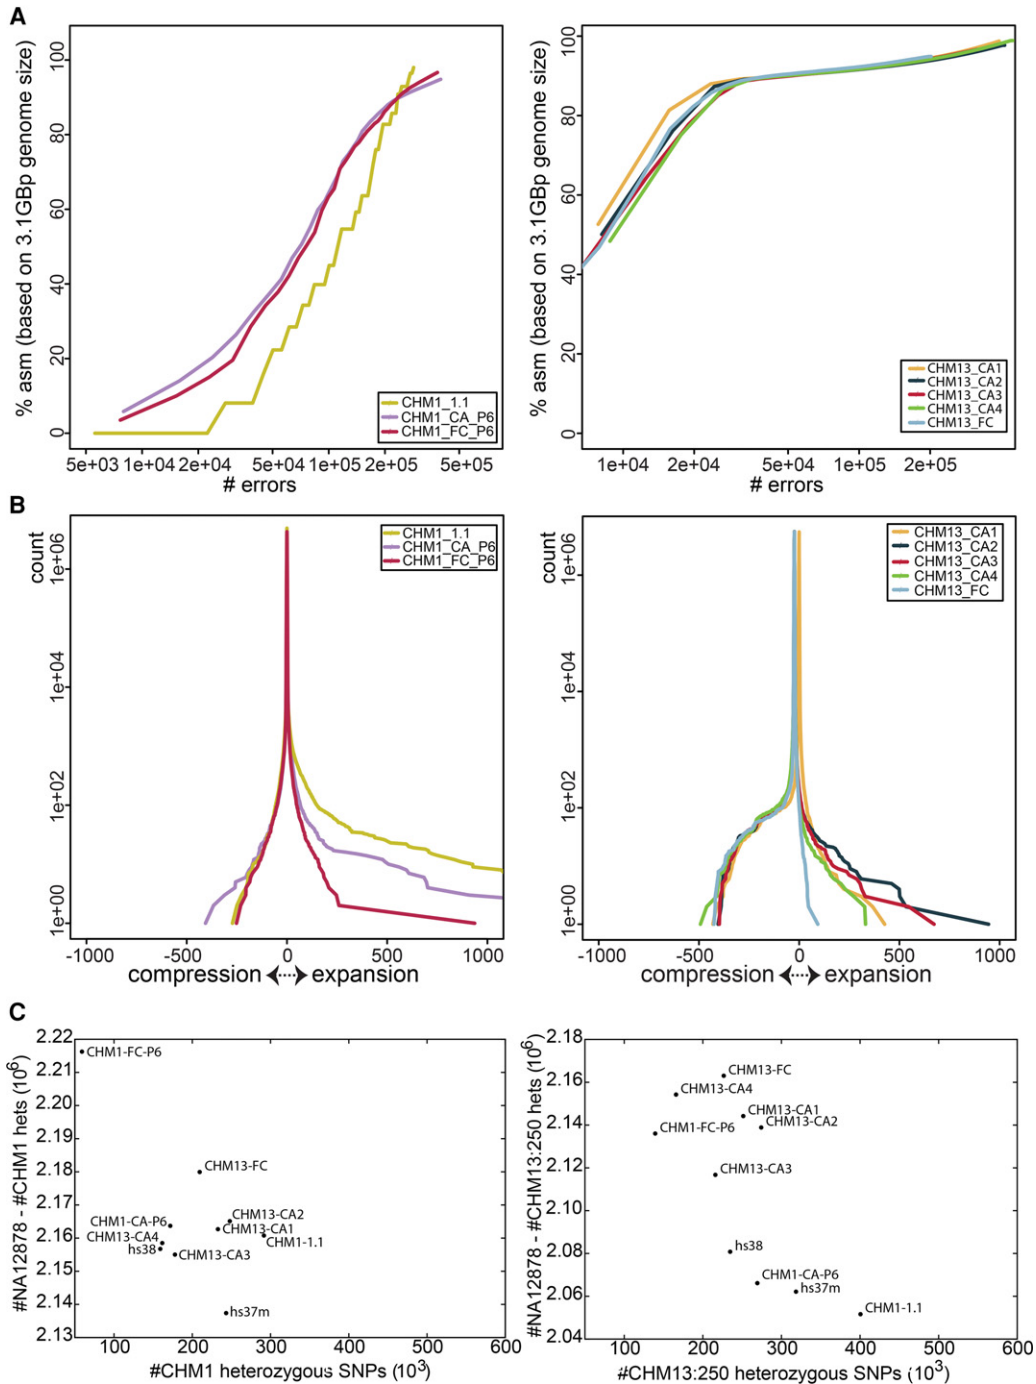 A
% asm (based on 3.1GBp genome size)
100
80
60
40
20
0
CHM1_1.1
CHM1_CA_P6
CHM1_FC_P6
5e+03 1e+04 2e+04 5e+04 1e+05 2e+05 5e+05
# errors
% asm (based on 3.1GBp genome size)
100
80
60
40
20
0
CHM13_CA1
CHM13_CA2
CHM13_CA3
CHM13_CA4
CHM13_FC
1e+04 2e+04 5e+04 1e+05 2e+05
# errors
B
count
1e+06
1e+04
1e+02
1e+00
CHM1_1.1
CHM1_CA_P6
CHM1_FC_P6
-1000 -500 0 500 1000
compression expansion
count
1e+06
1e+04
1e+02
1e+00
CHM13_CA1
CHM13_CA2
CHM13_CA3
CHM13_CA4
CHM13_FC
-1000 -500 0 500 1000
compression expansion
C
#NA12878 - #CHM1 hets (10⁶)
2.22
2.21
2.20
2.19
2.18
2.17
2.16
2.15
2.14
2.13
CHM1-FC-P6
CHM13-FC
CHM13-CA2
CHM1-CA-P6
CHM13-CA1
CHM13-CA4
CHM1-1.1
hs38
CHM13-CA3
hs37m
100 200 300 400 500 600
#CHM1 heterozygous SNPs (10³)
#NA12878 - #CHM13:250 hets (10⁶)
2.18
2.16
2.14
2.12
2.10
2.08
2.06
2.04
CHM13-FC
CHM13-CA4
CHM13-CA1
CHM1-FC-P6
CHM13-CA2
CHM13-CA3
hs38
CHM1-CA-P6
hs37m
CHM1-1.1
100 200 300 400 500 600
#CHM13:250 heterozygous SNPs (10³)